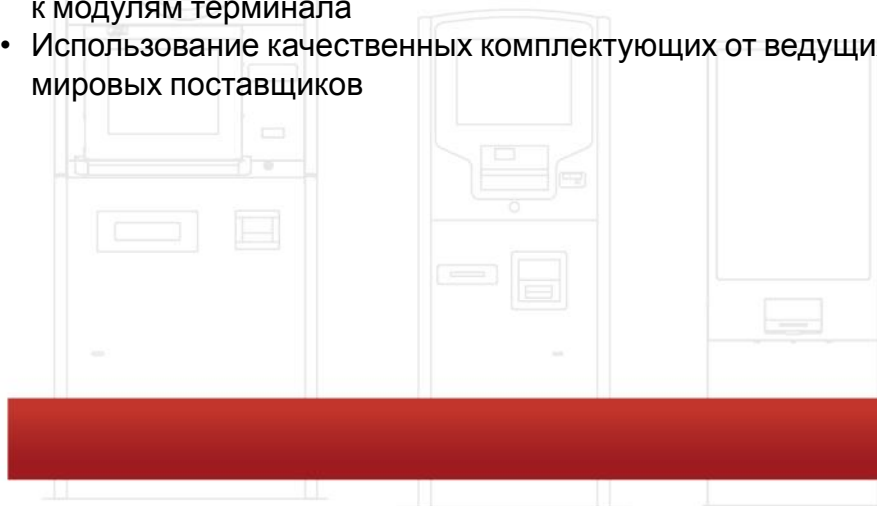 к модулям терминала
• Использование качественных комплектующих от ведущи
мировых поставщиков